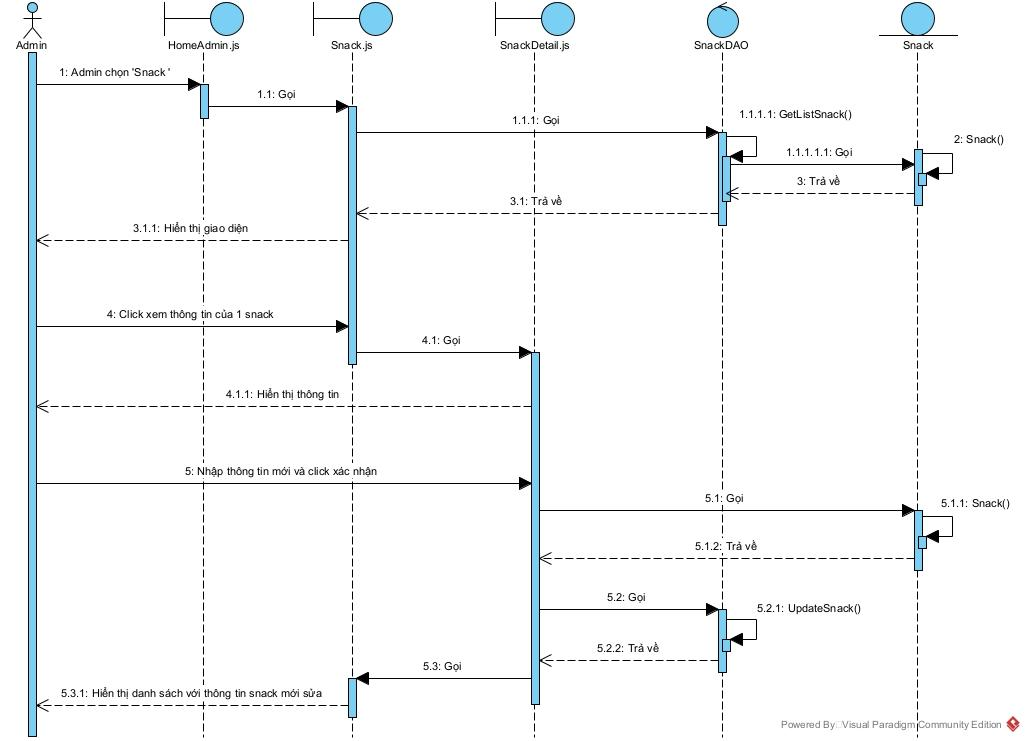 Admin
HomeAdmin.js
Snack.js
SnackDetail.js
SnackDAO
Snack
1: Admin chọn 'Snack '
1.1: Gọi
1.1.1: Gọi
1.1.1.1: GetListSnack()
1.1.1.1.1: Gọi
2: Snack()
3: Trả về
3.1: Trả về
3.1.1: Hiển thị giao diện
4: Click xem thông tin của 1 snack
4.1: Gọi
4.1.1: Hiển thị thông tin
5: Nhập thông tin mới và click xác nhận
5.1: Gọi
5.1.1: Snack()
5.1.2: Trả về
5.2: Gọi
5.2.1: UpdateSnack()
5.2.2: Trả về
5.3: Gọi
5.3.1: Hiển thị danh sách với thông tin snack mới sửa
Powered By Visual Paradigm Community Edition